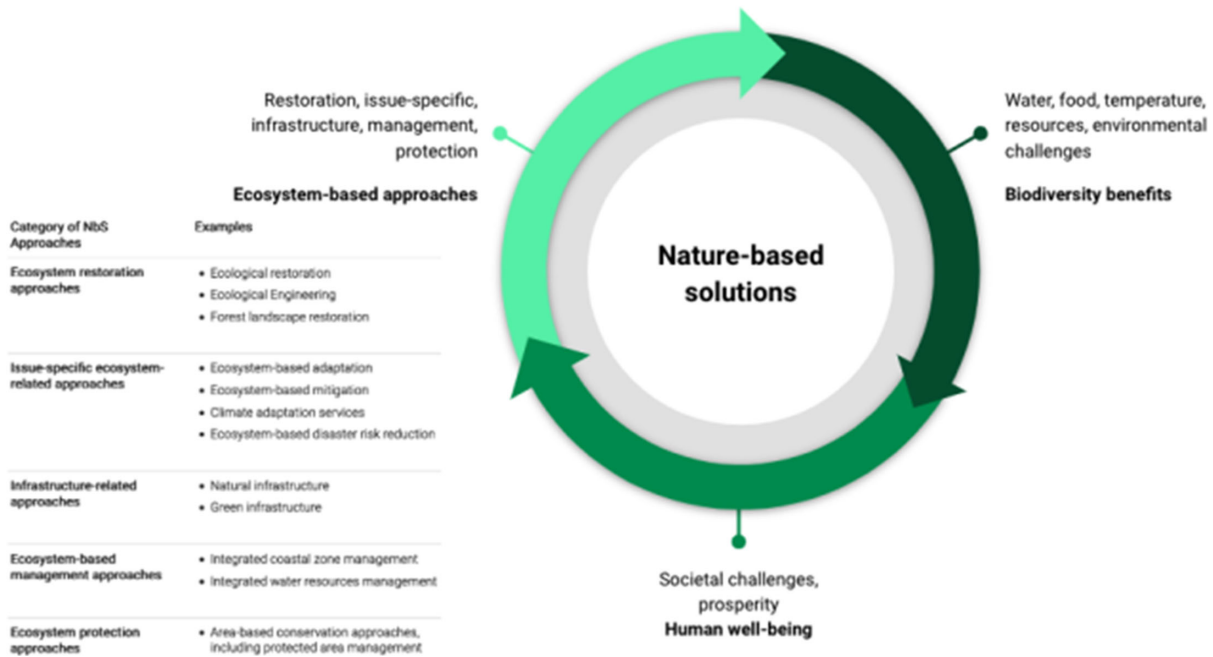 Restoration, issue-specific,
infrastructure, management,
protection
Ecosystem-based approaches
Category of NbS
Approaches
Examples
Ecosystem restoration
approaches
• Ecological restoration
• Ecological Engineering
• Forest landscape restoration
Issue-specific ecosystem-
related approaches
• Ecosystem-based adaptation
• Ecosystem-based mitigation
• Climate adaptation services
• Ecosystem-based disaster risk reduction
Infrastructure-related
approaches
• Natural infrastructure
• Green infrastructure
Ecosystem-based
management approaches
• Integrated coastal zone management
• Integrated water resources management
Ecosystem protection
approaches
• Area-based conservation approaches,
including protected area management
Nature-based
solutions
Water, food, temperature,
resources, environmental
challenges
Biodiversity benefits
Societal challenges,
prosperity
Human well-being